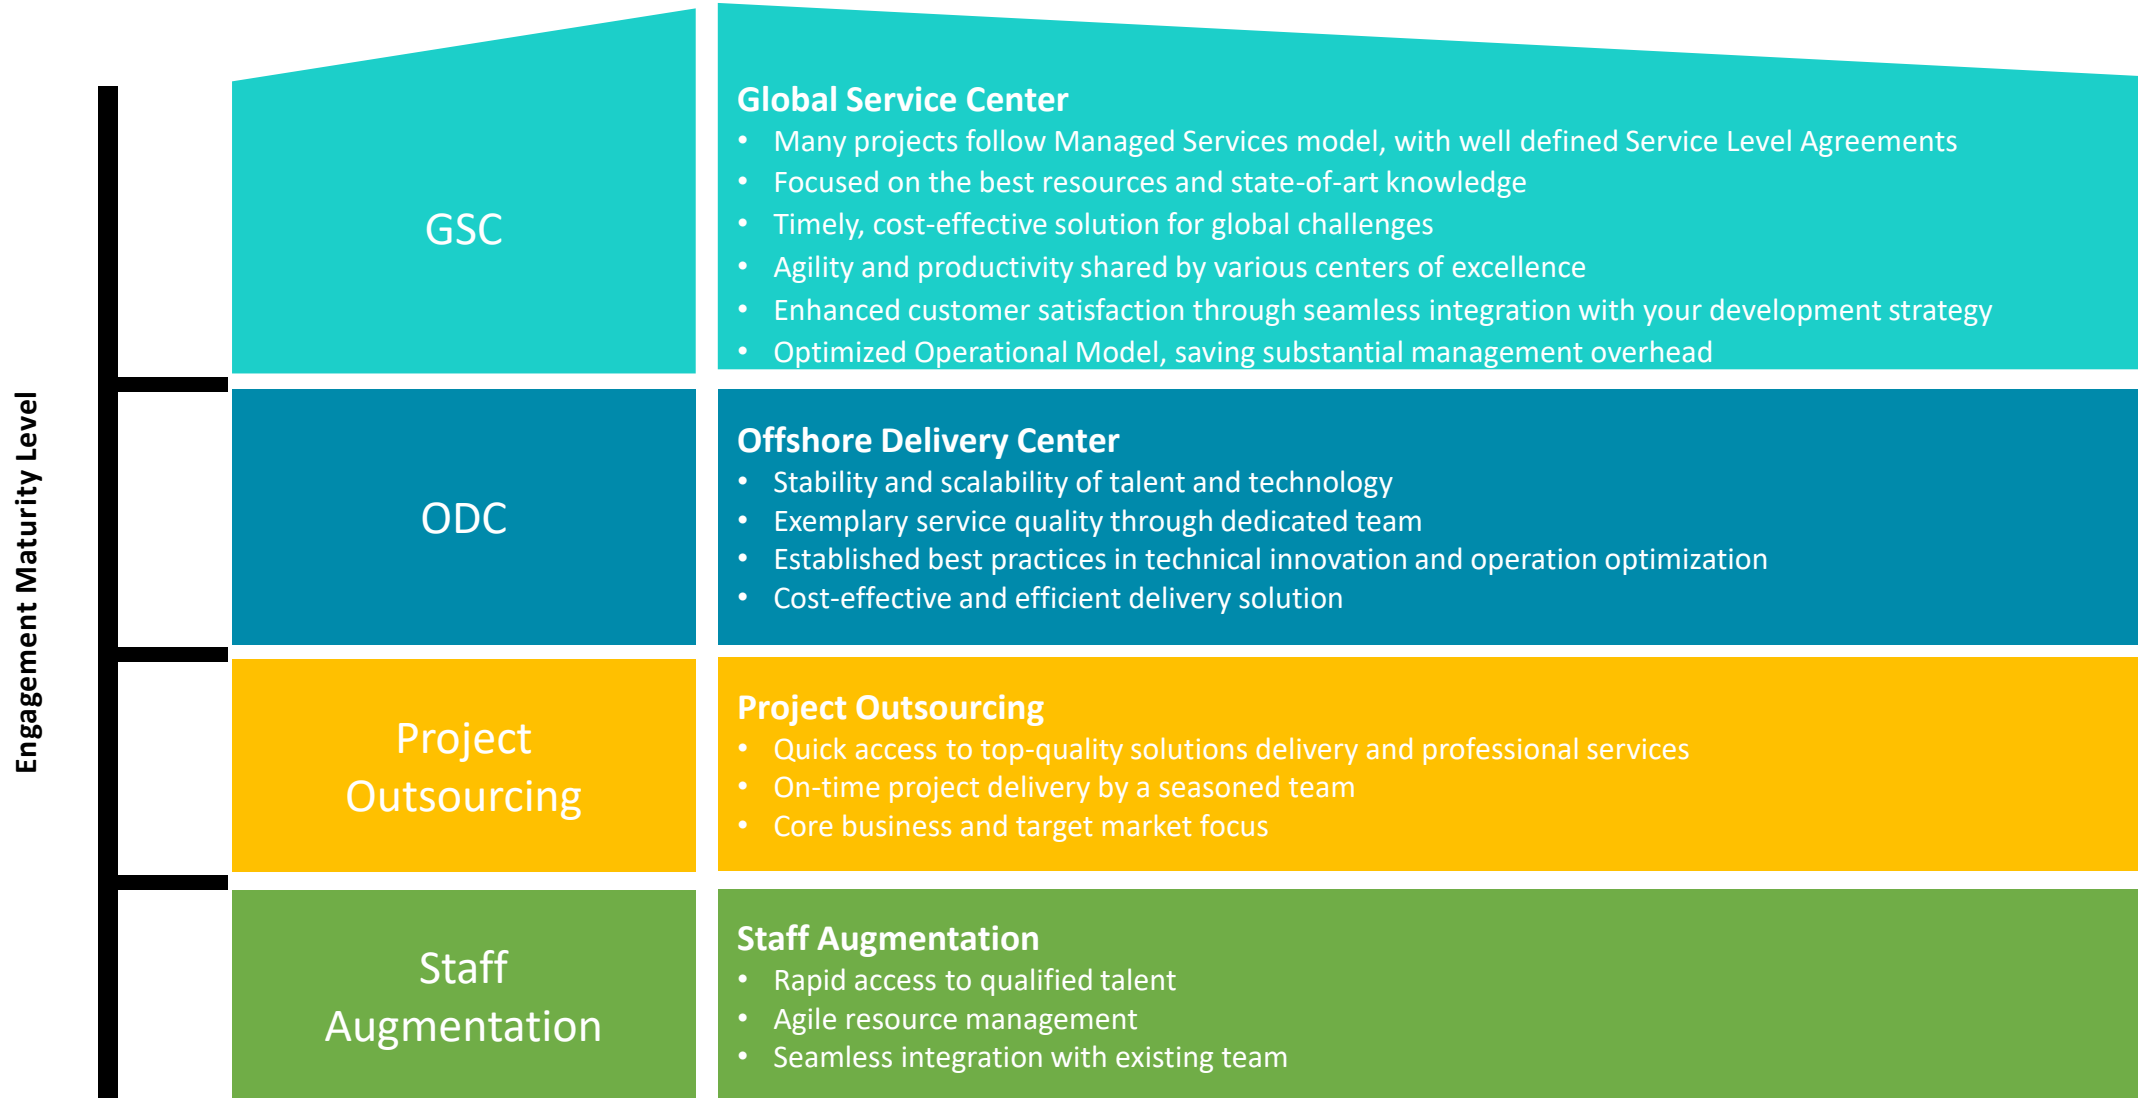 Engagement Maturity Level
GSC
Global Service Center
• Many projects follow Managed Services model, with well defined Service Level Agreements
• Focused on the best resources and state-of-art knowledge
• Timely, cost-effective solution for global challenges
• Agility and productivity shared by various centers of excellence
• Enhanced customer satisfaction through seamless integration with your development strategy
• Optimized Operational Model, saving substantial management overhead
ODC
Offshore Delivery Center
• Stability and scalability of talent and technology
• Exemplary service quality through dedicated team
• Established best practices in technical innovation and operation optimization
• Cost-effective and efficient delivery solution
Project
Outsourcing
Project Outsourcing
• Quick access to top-quality solutions delivery and professional services
• On-time project delivery by a seasoned team
• Core business and target market focus
Staff
Augmentation
Staff Augmentation
• Rapid access to qualified talent
• Agile resource management
• Seamless integration with existing team